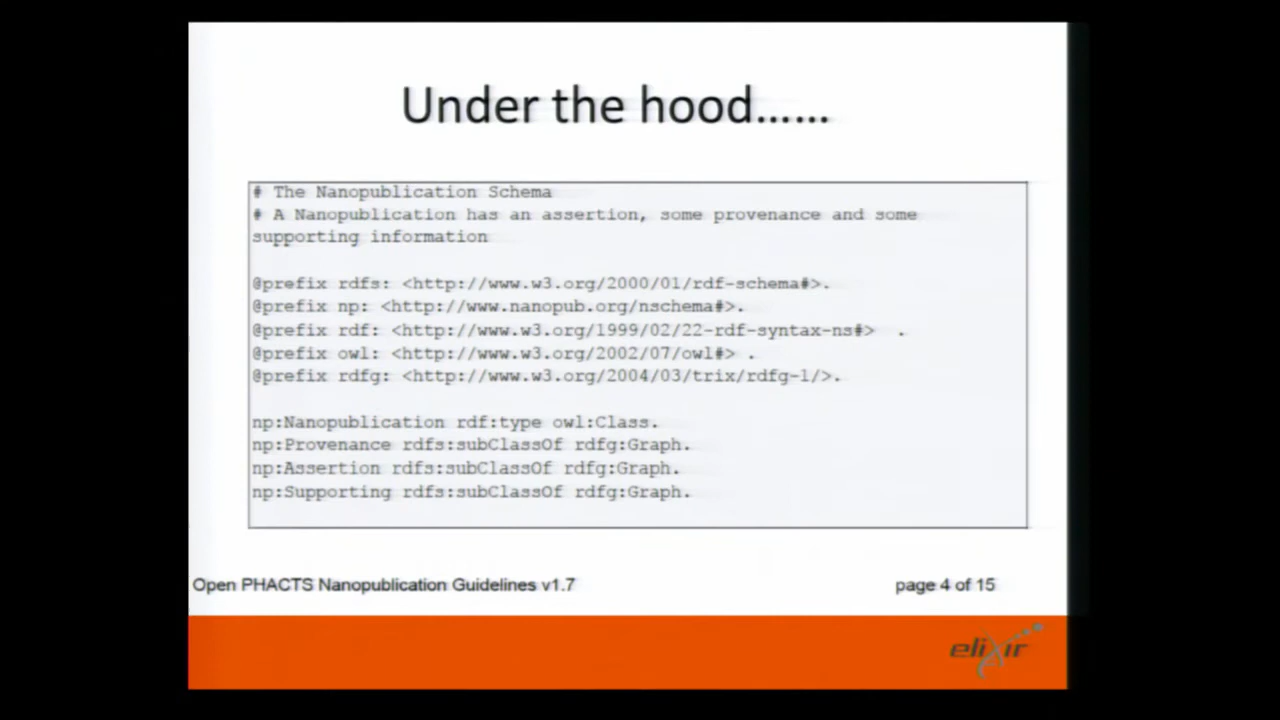 Under the hood......
# The Nanopublication Schema
# A Nanopublication has an assertion, some provenance and some
supporting information
@prefix rdfs: <http://www.w3.org/2000/01/rdf-schema#>.
@prefix np: <http://www.nanopub.org/nschema#>.
@prefix rdf: <http://www.w3.org/1999/02/22-rdf-syntax-ns#> .
@prefix owl: <http://www.w3.org/2002/07/owl#> .
@prefix rdfg: <http://www.w3.org/2004/03/trix/rdfg-1/>.
np:Nanopublication rdf:type owl:Class.
np:Provenance rdfs:subClassOf rdfg:Graph.
np:Assertion rdfs:subClassOf rdfg:Graph.
np:Supporting rdfs:subClassOf rdfg:Graph.
Open PHACTS Nanopublication Guidelines v1.7 page 4 of 15
elixir